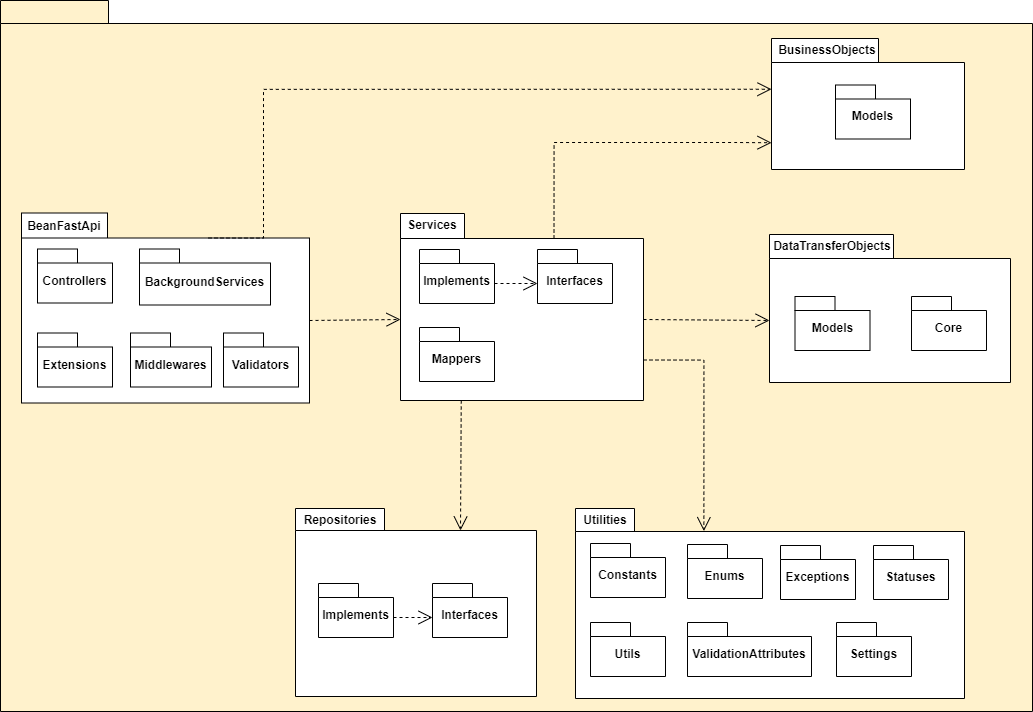 BusinessObjects
Models
BeanFastApi
Controllers
BackgroundServices
Extensions
Middlewares
Validators
Services
Implements
Interfaces
Mappers
DataTransferObjects
Models
Core
Repositories
Implements
Interfaces
Utilities
Constants
Enums
Exceptions
Statuses
Utils
ValidationAttributes
Settings